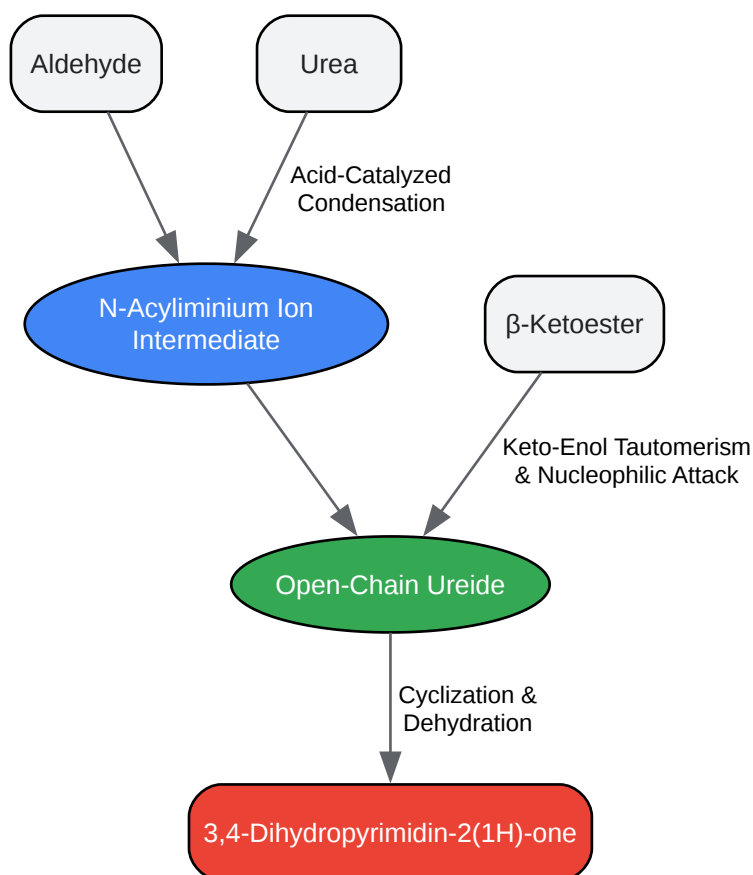 Aldehyde
Urea
Acid-Catalyzed
Condensation
N-Acyliminium Ion
Intermediate
β-Ketoester
Keto-Enol Tautomerism
& Nucleophilic Attack
Open-Chain Ureide
Cyclization &
Dehydration
3,4-Dihydropyrimidin-2(1H)-one